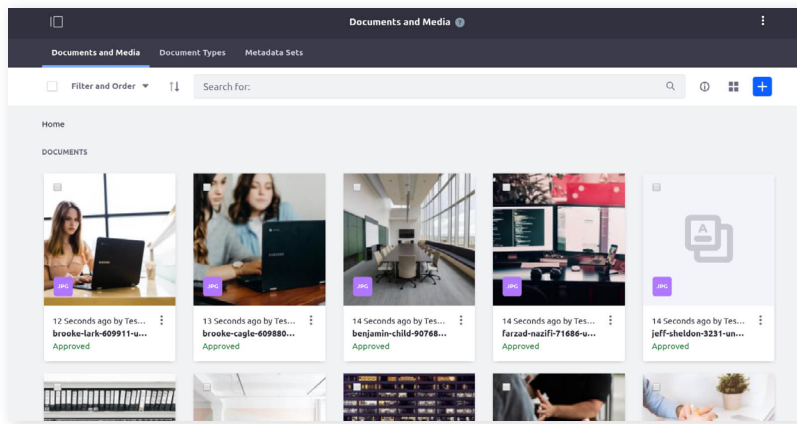 Documents and Media
Documents and Media Document Types Metadata Sets
Filter and Order Search for:
Home
DOCUMENTS
JPG JPG JPG JPG JPG
12 Seconds ago by Tes... 13 Seconds ago by Tes... 14 Seconds ago by Tes... 14 Seconds ago by Tes... 14 Seconds ago by Tes...
brooke-lark-609911-u... brooke-cagle-609880... benjamin-child-90768... farzad-nazifi-71686-u... jeff-sheldon-3231-un...
Approved Approved Approved Approved Approved